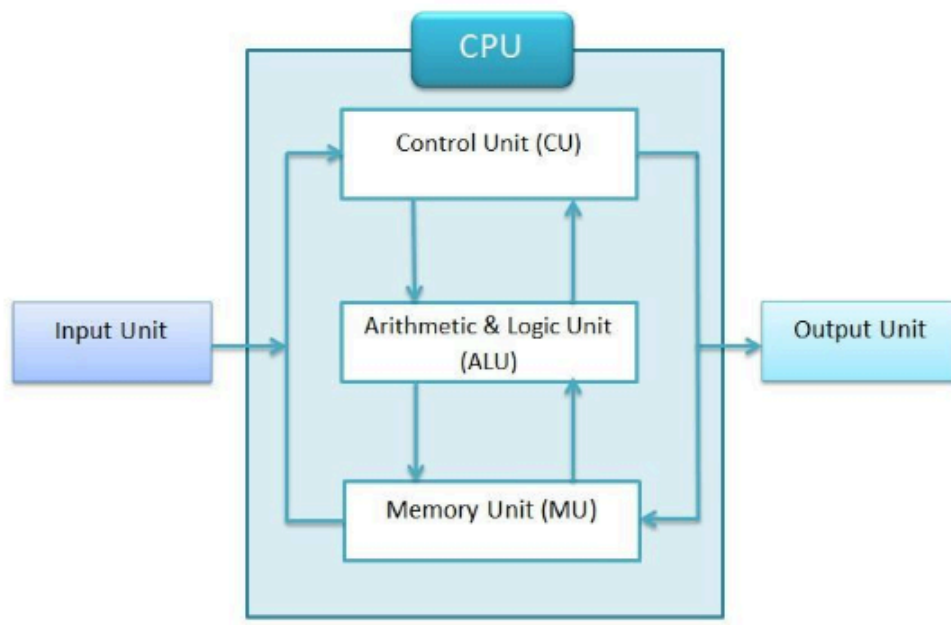 CPU
Control Unit (CU)
Input Unit
Arithmetic & Logic Unit
(ALU)
Output Unit
Memory Unit (MU)